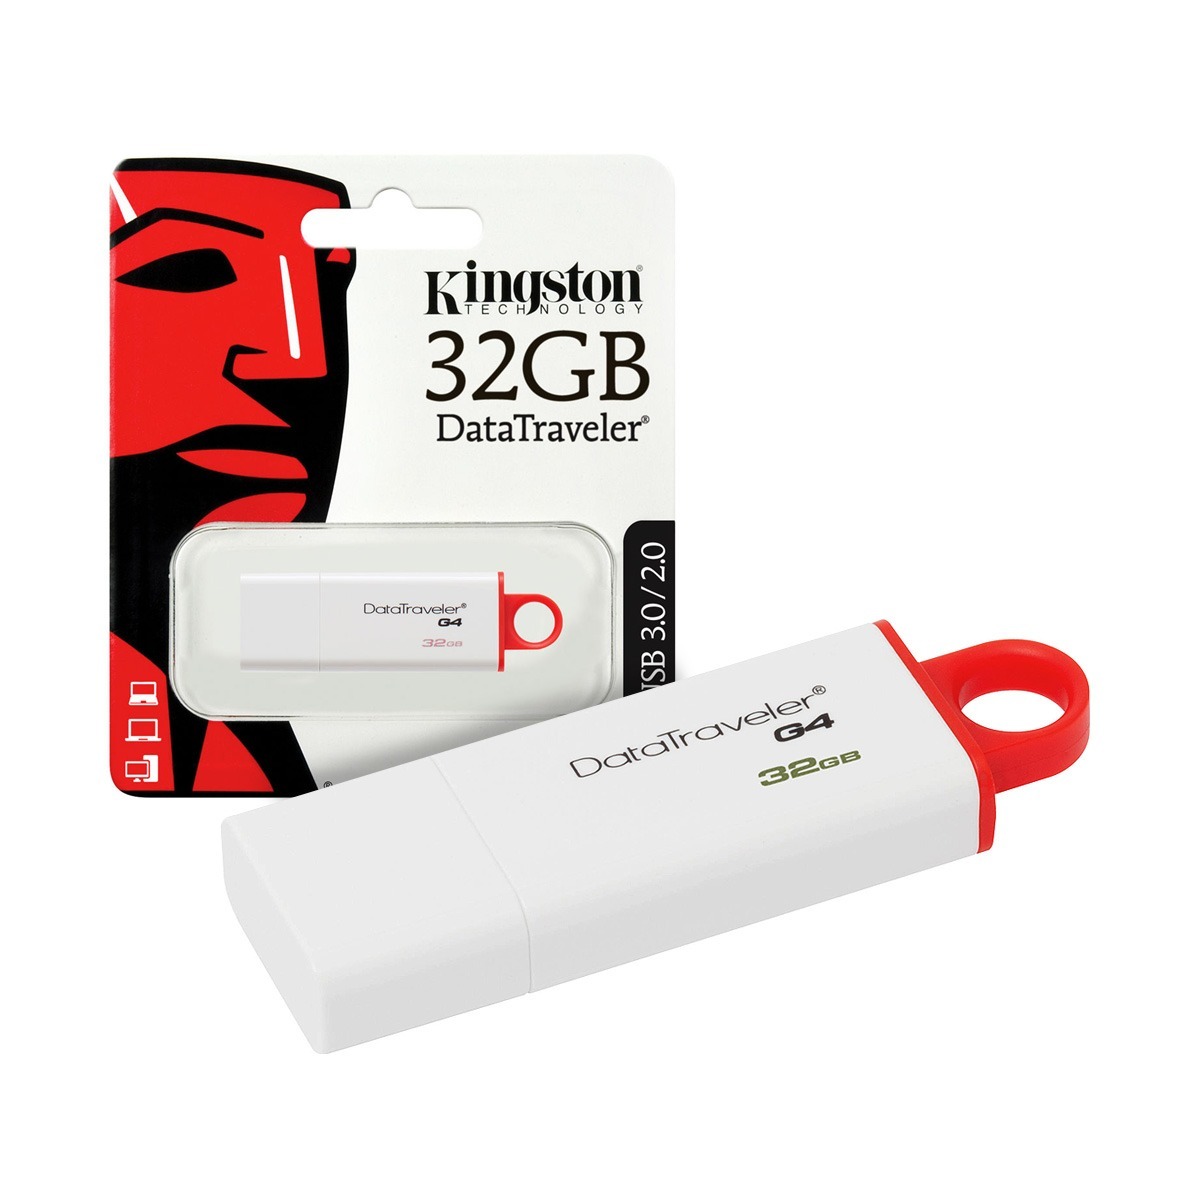 Kingston®
TECHNOLOGY
32GB
DataTraveler®
USB 3.0 / 2.0
DataTraveler®
G4
32GB
®
DataTraveler®
G4
32GB